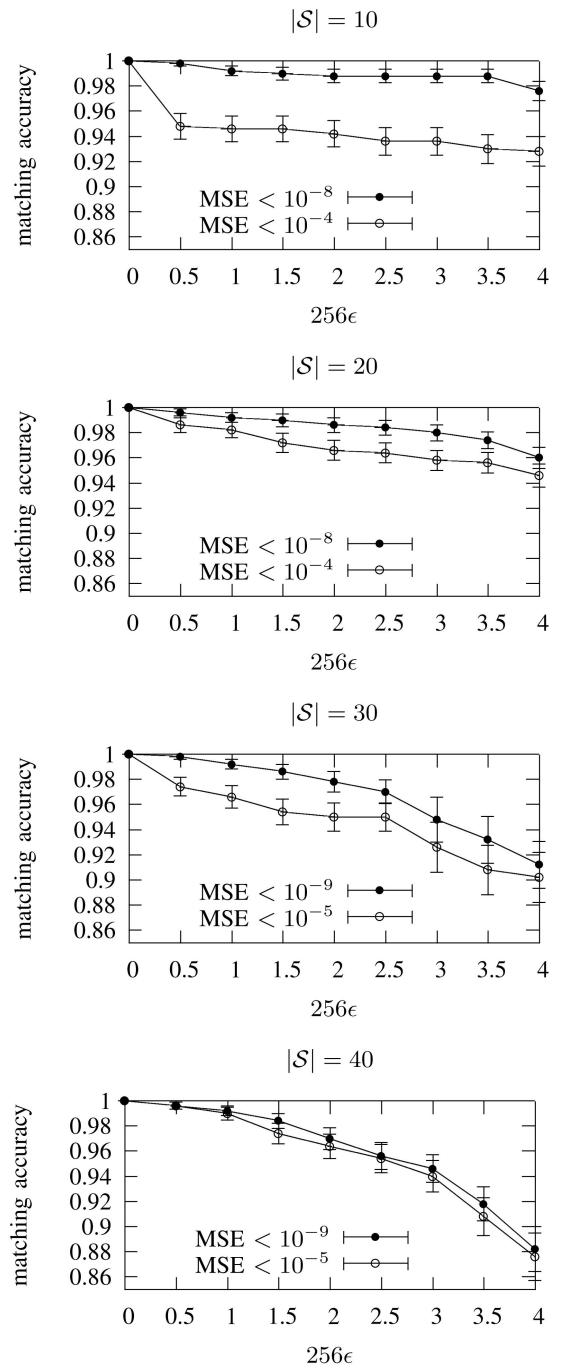 |𝒮| = 10
matching accuracy
1
0.98
0.96
0.94
0.92
0.9
0.88
0.86
MSE < 10⁻⁸
MSE < 10⁻⁴
0 0.5 1 1.5 2 2.5 3 3.5 4
256ϵ
|𝒮| = 20
matching accuracy
1
0.98
0.96
0.94
0.92
0.9
0.88
0.86
MSE < 10⁻⁸
MSE < 10⁻⁴
0 0.5 1 1.5 2 2.5 3 3.5 4
256ϵ
|𝒮| = 30
matching accuracy
1
0.98
0.96
0.94
0.92
0.9
0.88
0.86
MSE < 10⁻⁹
MSE < 10⁻⁵
0 0.5 1 1.5 2 2.5 3 3.5 4
256ϵ
|𝒮| = 40
matching accuracy
1
0.98
0.96
0.94
0.92
0.9
0.88
0.86
MSE < 10⁻⁹
MSE < 10⁻⁵
0 0.5 1 1.5 2 2.5 3 3.5 4
256ϵ